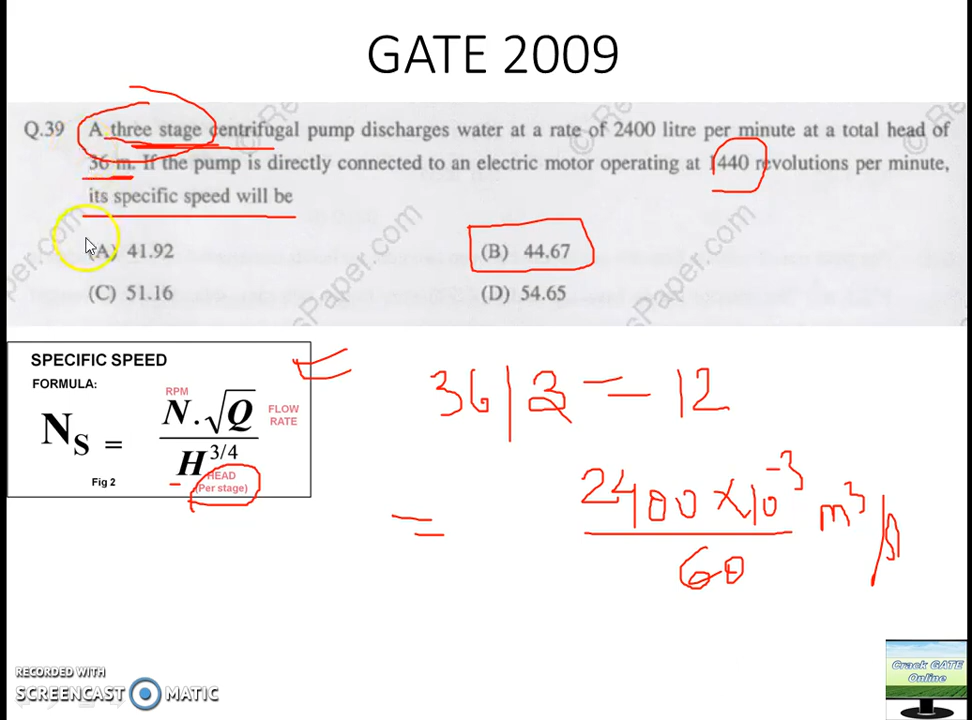 GATE 2009
Q.39 A three stage centrifugal pump discharges water at a rate of 2400 litre per minute at a total head of
36 m. If the pump is directly connected to an electric motor operating at 1440 revolutions per minute,
its specific speed will be
(A) 41.92 (B) 44.67
(C) 51.16 (D) 54.65
SPECIFIC SPEED
FORMULA:
RPM
N_S = N.√Q / H^3/4
FLOW
RATE
HEAD
(Per stage)
Fig 2
36 | 3 = 12
= 2400 × 10^-3 / 60 m^3/s
RECORDED WITH
SCREENCAST MATIC
Crack GATE
Online